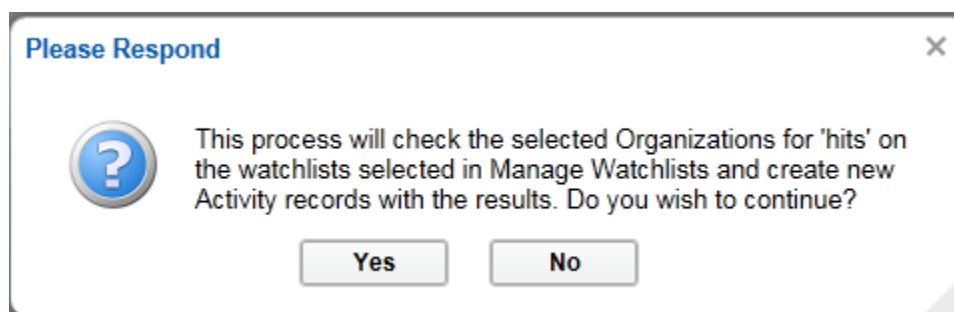 Please Respond
This process will check the selected Organizations for 'hits' on
the watchlists selected in Manage Watchlists and create new
Activity records with the results. Do you wish to continue?
Yes No